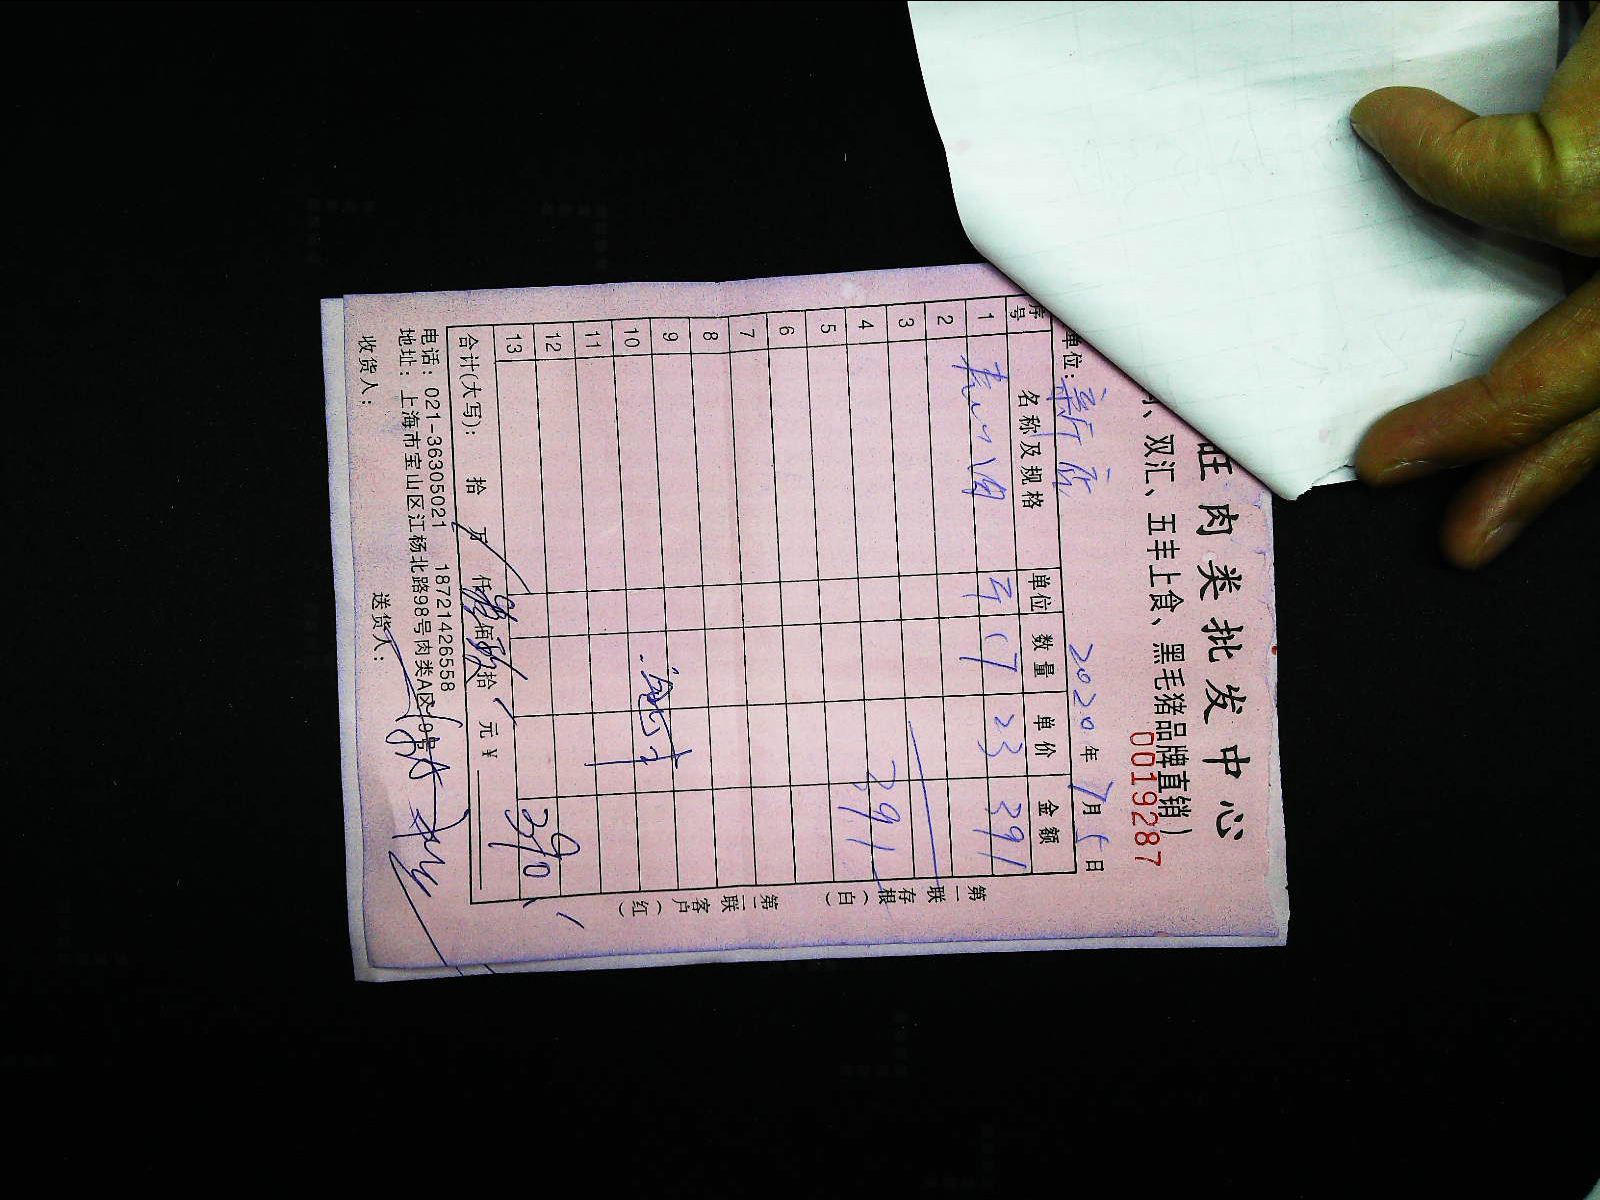 旺肉类批发中心
、双汇、五丰上食、黑毛猪品牌直销）
0019287
单位：新店 2020年7月5日
序号 名称及规格 单位 数量 单价 金额
1 肉 斤 17 23 391
2
3
4 391
5
6
7
8
9
10
11
12
13 390
合计(大写)： 拾 万 仟 佰 拾 元 ¥
电话：021-36305021 18721426558
地址：上海市宝山区江杨北路98号肉类A区19号
收货人： 送货人：
第一联存根（白） 第二联客户（红）